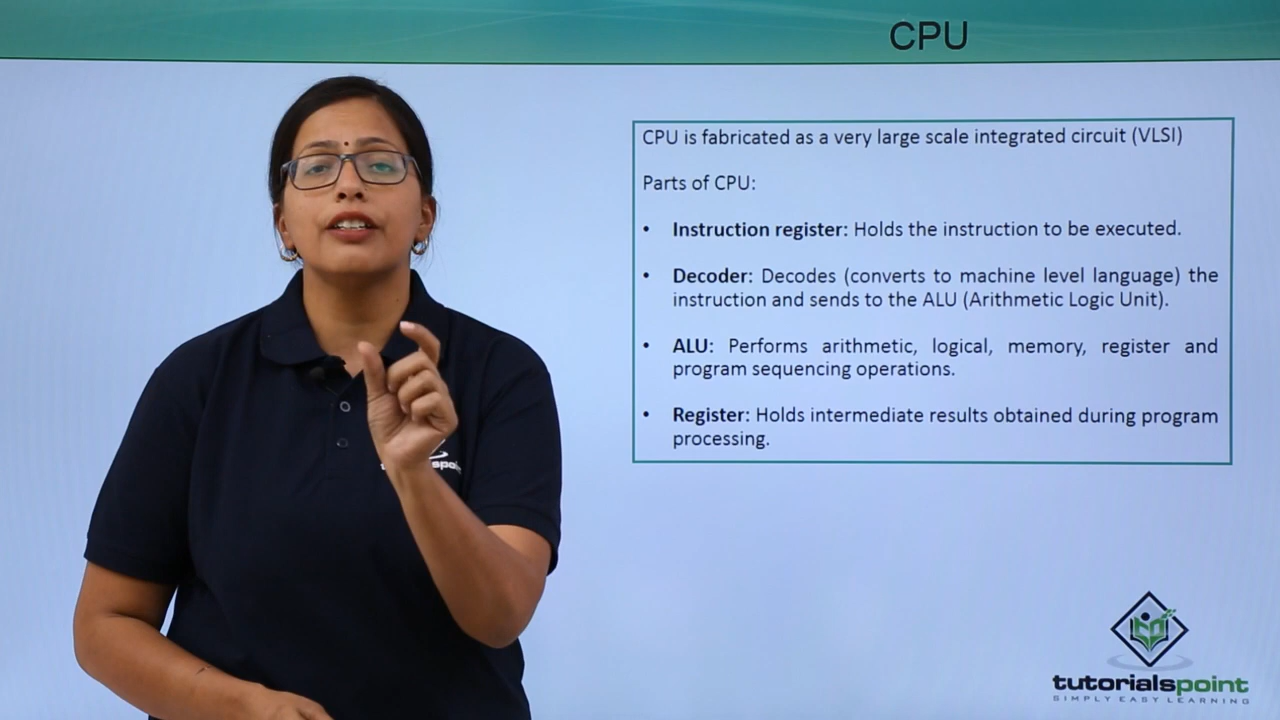 CPU
CPU is fabricated as a very large scale integrated circuit (VLSI)
Parts of CPU:
• Instruction register: Holds the instruction to be executed.
• Decoder: Decodes (converts to machine level language) the
instruction and sends to the ALU (Arithmetic Logic Unit).
• ALU: Performs arithmetic, logical, memory, register and
program sequencing operations.
• Register: Holds intermediate results obtained during program
processing.
tutorialspoint
SIMPLY EASY LEARNING